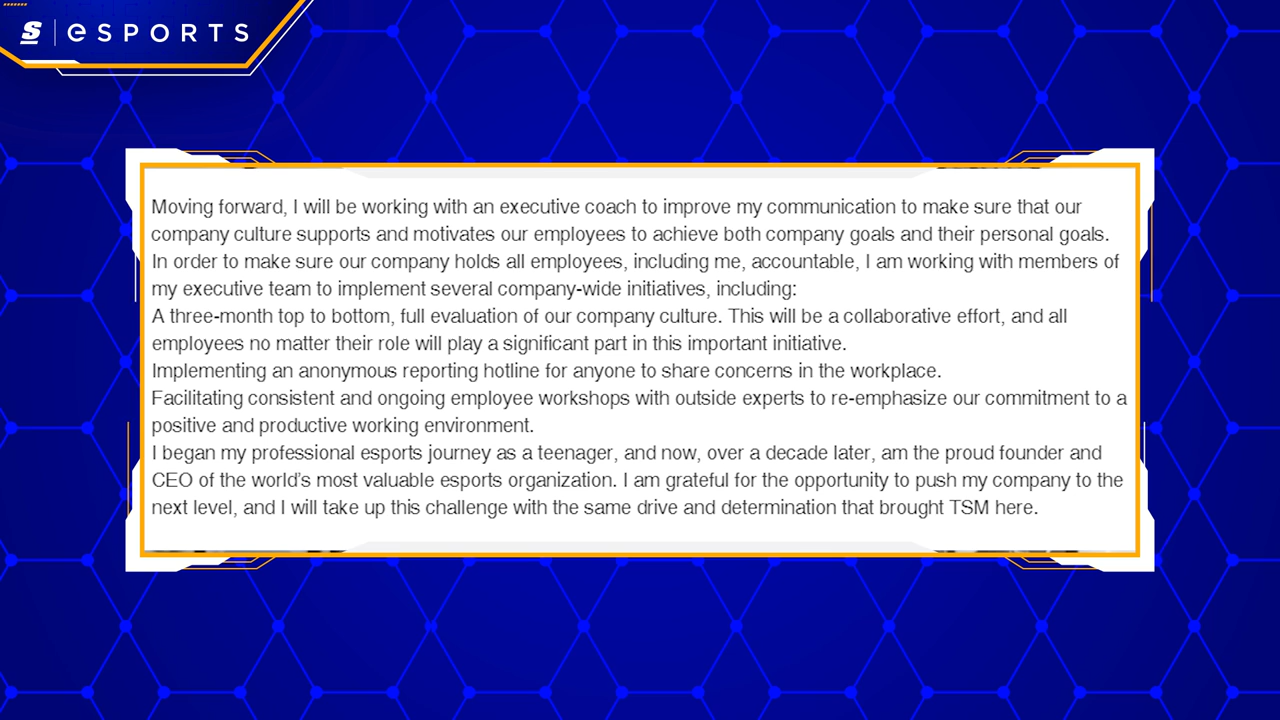 S | eSPORTS
Moving forward, I will be working with an executive coach to improve my communication to make sure that our
company culture supports and motivates our employees to achieve both company goals and their personal goals.
In order to make sure our company holds all employees, including me, accountable, I am working with members of
my executive team to implement several company-wide initiatives, including:
A three-month top to bottom, full evaluation of our company culture. This will be a collaborative effort, and all
employees no matter their role will play a significant part in this important initiative.
Implementing an anonymous reporting hotline for anyone to share concerns in the workplace.
Facilitating consistent and ongoing employee workshops with outside experts to re-emphasize our commitment to a
positive and productive working environment.
I began my professional esports journey as a teenager, and now, over a decade later, am the proud founder and
CEO of the world's most valuable esports organization. I am grateful for the opportunity to push my company to the
next level, and I will take up this challenge with the same drive and determination that brought TSM here.